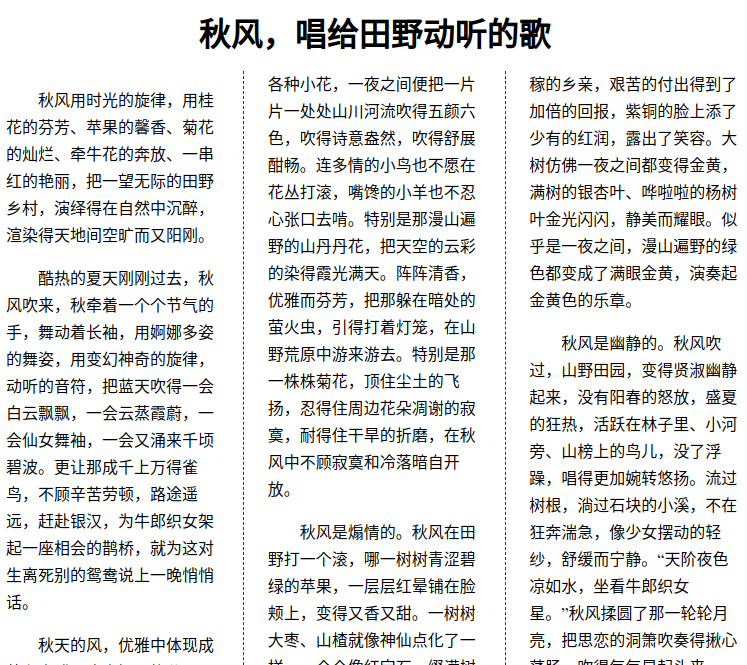 秋风，唱给田野动听的歌
秋风用时光的旋律，用桂
花的芬芳、苹果的馨香、菊花
的灿烂、牵牛花的奔放、一串
红的艳丽，把一望无际的田野
乡村，演绎得在自然中沉醉，
渲染得天地间空旷而又阳刚。
酷热的夏天刚刚过去，秋
风吹来，秋牵着一个个节气的
手，舞动着长袖，用婀娜多姿
的舞姿，用变幻神奇的旋律，
动听的音符，把蓝天吹得一会
白云飘飘，一会云蒸霞蔚，一
会仙女舞袖，一会又涌来千顷
碧波。更让那成千上万得雀
鸟，不顾辛苦劳顿，路途遥
远，赶赴银汉，为牛郎织女架
起一座相会的鹊桥，就为这对
生离死别的鸳鸯说上一晚悄悄
话。
秋天的风，优雅中体现成
各种小花，一夜之间便把一片
片一处处山川河流吹得五颜六
色，吹得诗意盎然，吹得舒展
酣畅。连多情的小鸟也不愿在
花丛打滚，嘴馋的小羊也不忍
心张口去啃。特别是那漫山遍
野的山丹丹花，把天空的云彩
的染得霞光满天。阵阵清香，
优雅而芬芳，把那躲在暗处的
萤火虫，引得打着灯笼，在山
野荒原中游来游去。特别是那
一株株菊花，顶住尘土的飞
扬，忍得住周边花朵凋谢的寂
寞，耐得住干旱的折磨，在秋
风中不顾寂寞和冷落暗自开
放。
秋风是煽情的。秋风在田
野打一个滚，哪一树树青涩碧
绿的苹果，一层层红晕铺在脸
颊上，变得又香又甜。一树树
大枣、山楂就像神仙点化了一
稼的乡亲，艰苦的付出得到了
加倍的回报，紫铜的脸上添了
少有的红润，露出了笑容。大
树仿佛一夜之间都变得金黄，
满树的银杏叶、哗啦啦的杨树
叶金光闪闪，静美而耀眼。似
乎是一夜之间，漫山遍野的绿
色都变成了满眼金黄，演奏起
金黄色的乐章。
秋风是幽静的。秋风吹
过，山野田园，变得贤淑幽静
起来，没有阳春的怒放，盛夏
的狂热，活跃在林子里、小河
旁、山榜上的鸟儿，没了浮
躁，唱得更加婉转悠扬。流过
树根，淌过石块的小溪，不在
狂奔湍急，像少女摆动的轻
纱，舒缓而宁静。“天阶夜色
凉如水，坐看牛郎织女
星。”秋风揉圆了那一轮轮月
亮，把思恋的洞箫吹奏得揪心